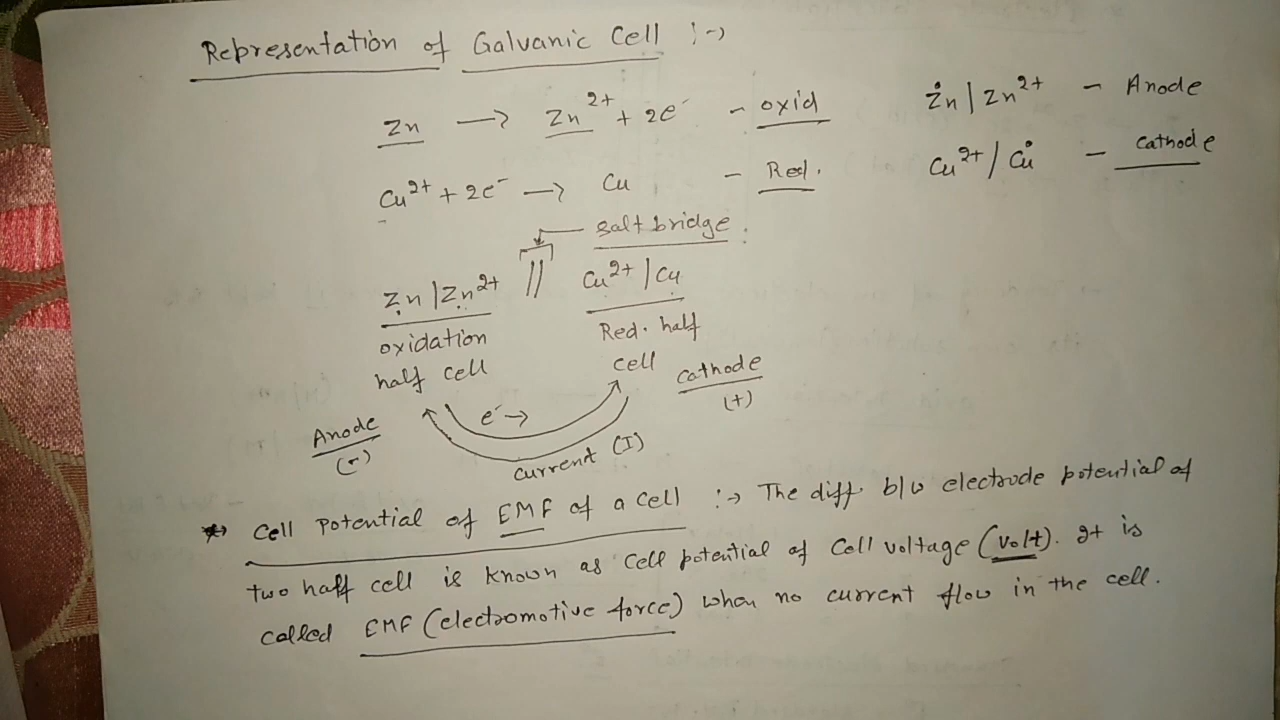 Representation of Galvanic Cell :→
Zn → Zn²⁺ + 2e⁻ - oxid Zn | Zn²⁺ - Anode
Cu²⁺ + 2e⁻ → Cu - Red. Cu²⁺ / Cu - Cathode
salt bridge.
Zn | Zn²⁺ || Cu²⁺ | Cu
oxidation Red. half
half cell cell Cathode
(+)
Anode e⁻ →
(-) Current (I)
Cell Potential of EMF of a cell :→ The diff. b/w electrode potential of
two half cell is known as Cell potential of Cell voltage (volt). It is
called EMF (electromotive force) when no current flow in the cell.